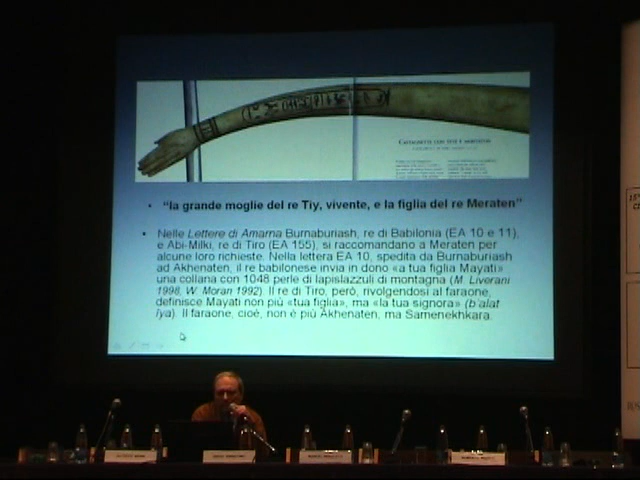 • "la grande moglie del re Tiy, vivente, e la figlia del re Meraten"
• Nelle Lettere di Amarna Burnaburiash, re di Babilonia (EA 10 e 11),
e Abi-Milki, re di Tiro (EA 155), si raccomandano a Meraten per
alcune loro richieste. Nella lettera EA 10, spedita da Burnaburiash
ad Akhenaten, il re babilonese invia in dono «a tua figlia Mayati»
una collana con 1048 perle di lapislazzuli di montagna (M. Liverani
1998, W. Moran 1992). Il re di Tiro, però, rivolgendosi al faraone,
definisce Mayati non più «tua figlia», ma «la tua signora» (b'alat
iya). Il faraone, cioè, non è più Akhenaten, ma Samenekhkara.